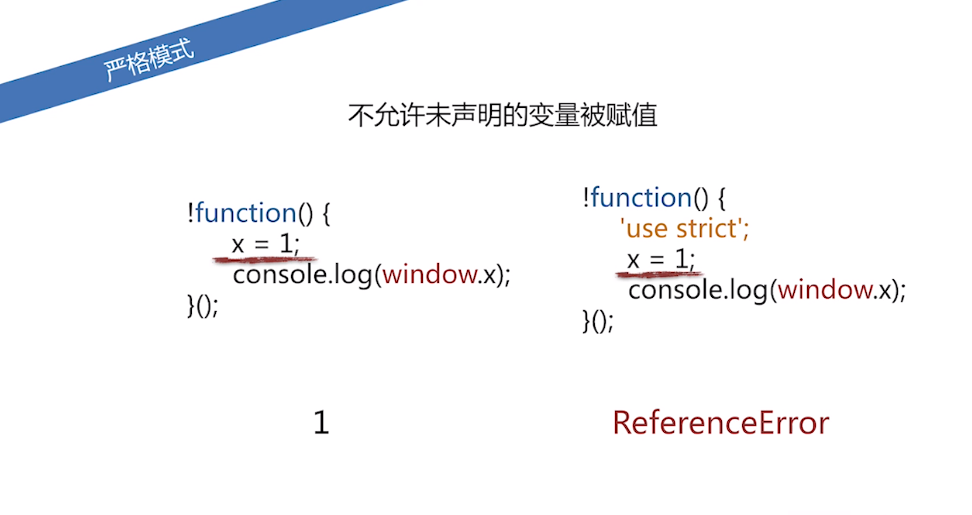 严格模式
不允许未声明的变量被赋值
!function() {
x = 1;
console.log(window.x);
}();
1
!function() {
'use strict';
x = 1;
console.log(window.x);
}();
ReferenceError